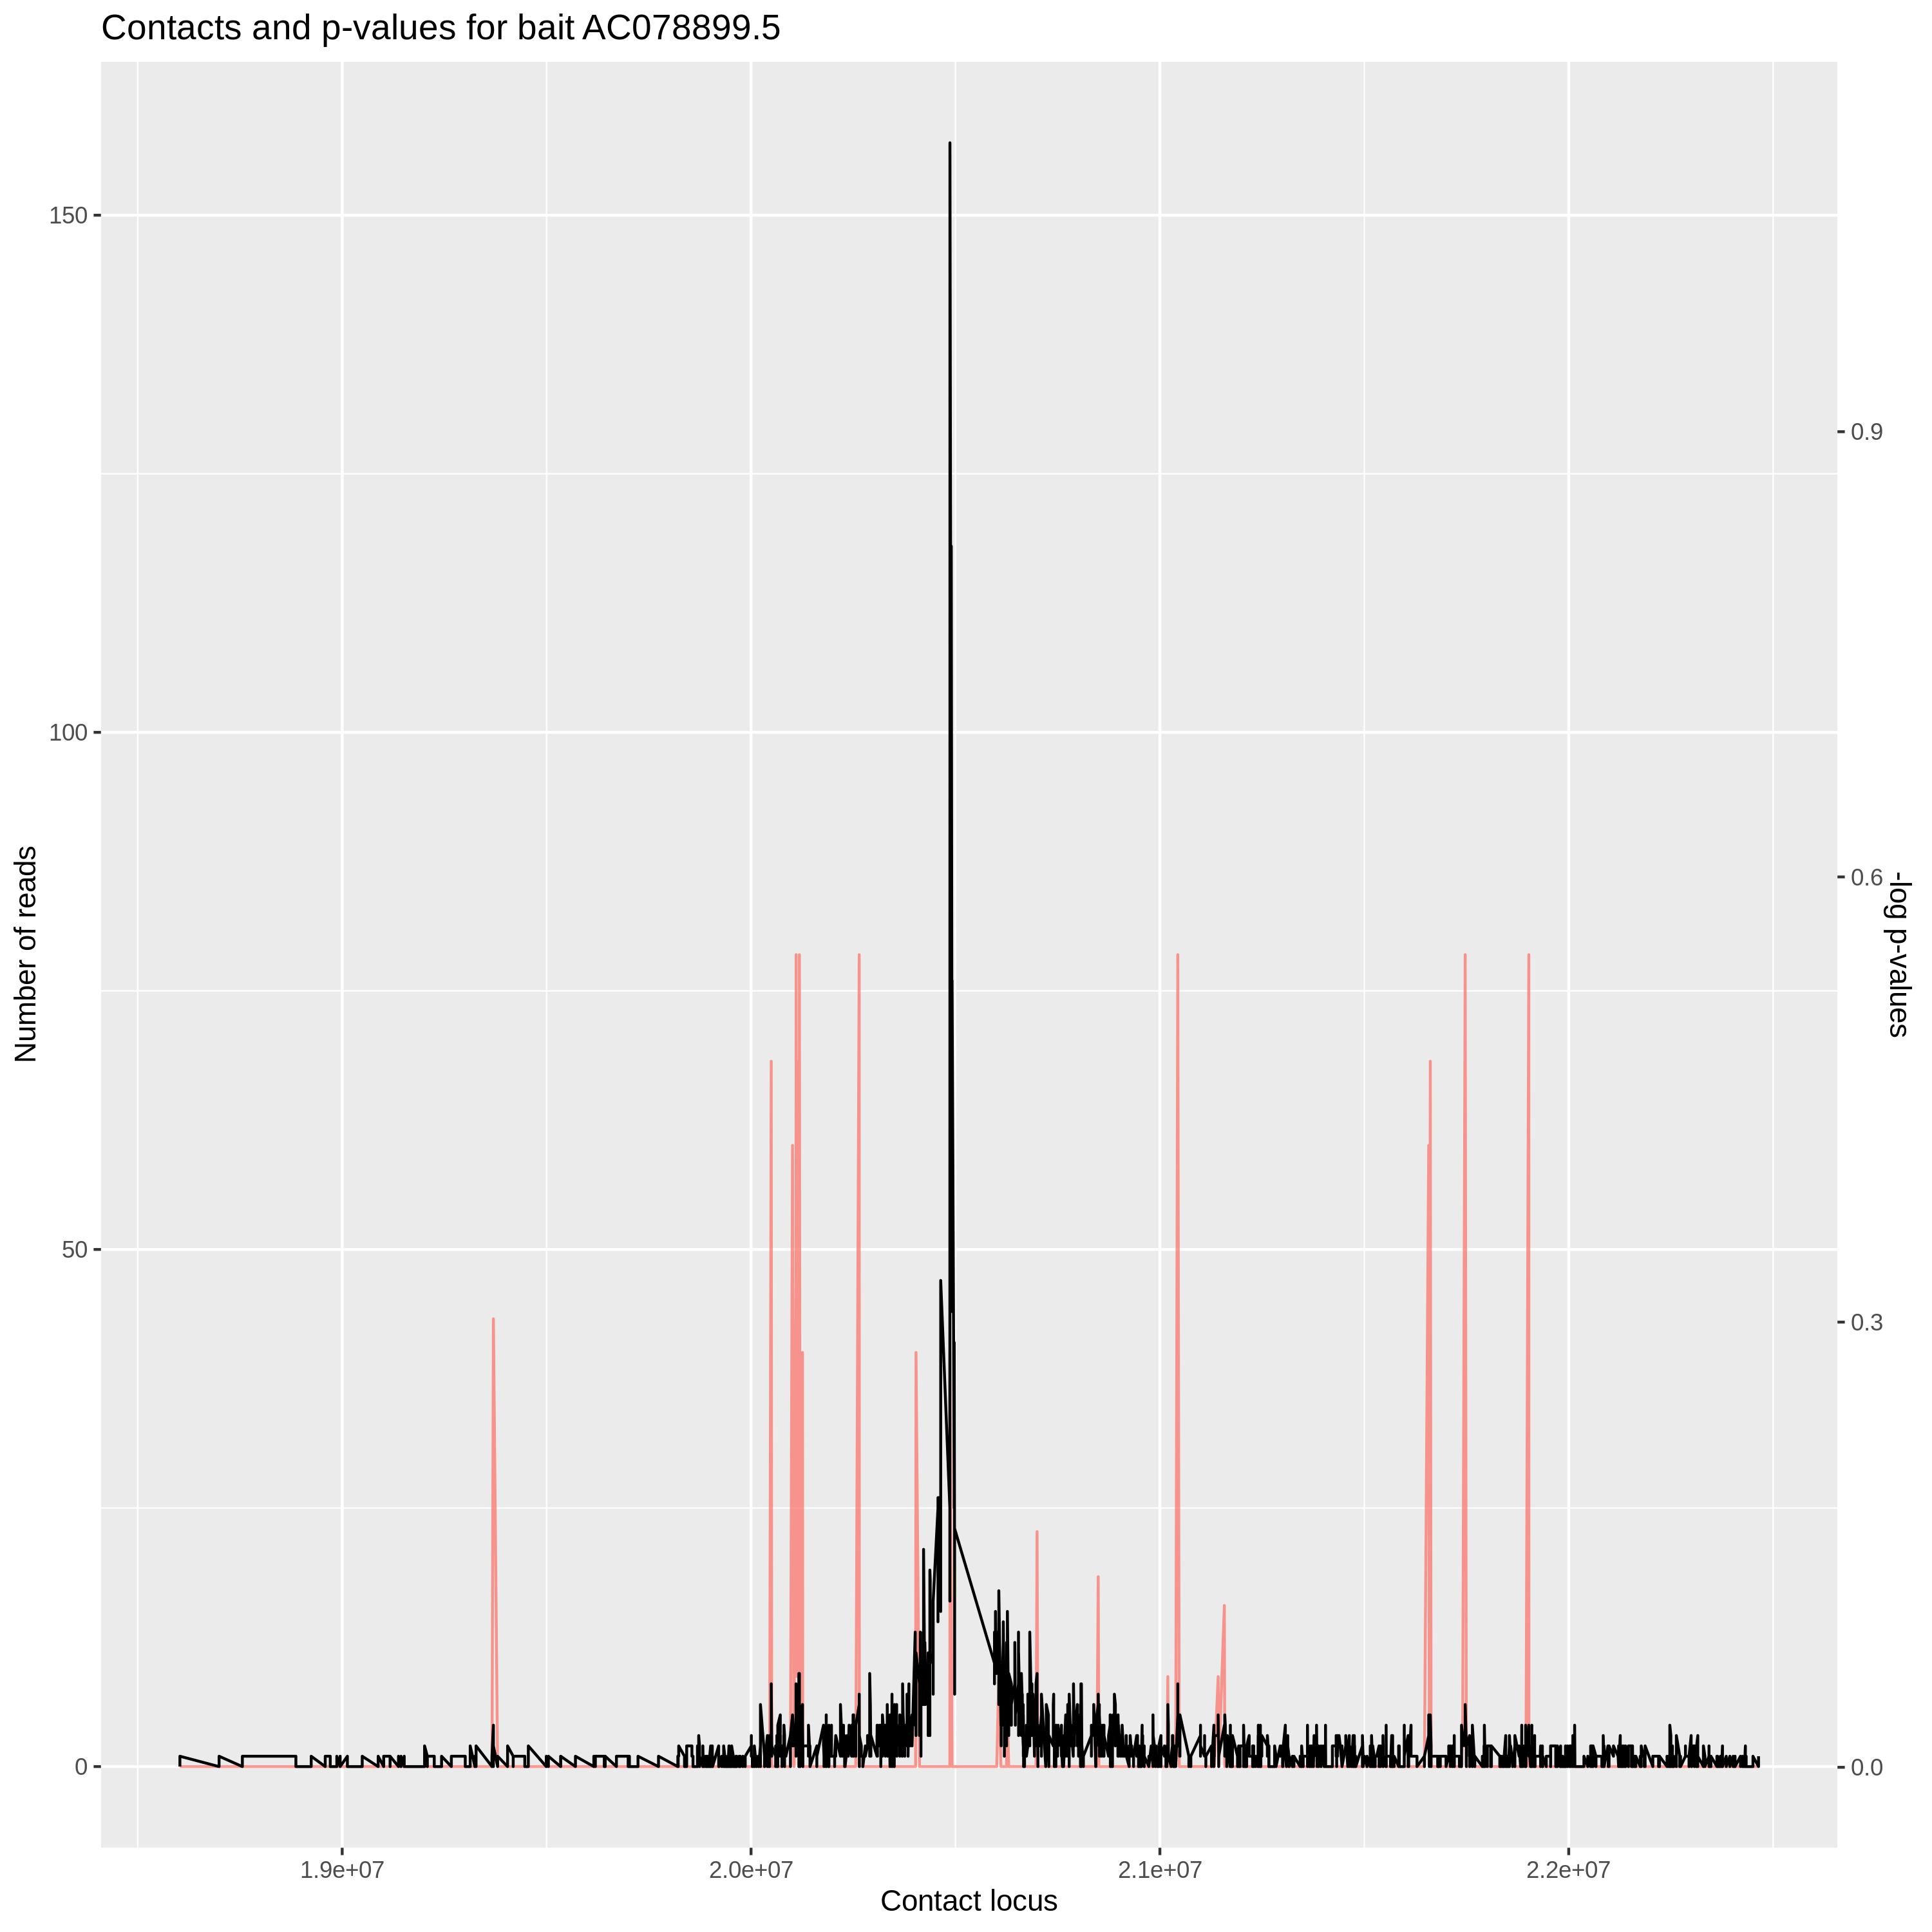 Contacts and p-values for bait AC078899.5
150
100
50
0
Number of reads
0.9
0.6
0.3
0.0
-log p-values
1.9e+07
2.0e+07
2.1e+07
2.2e+07
Contact locus